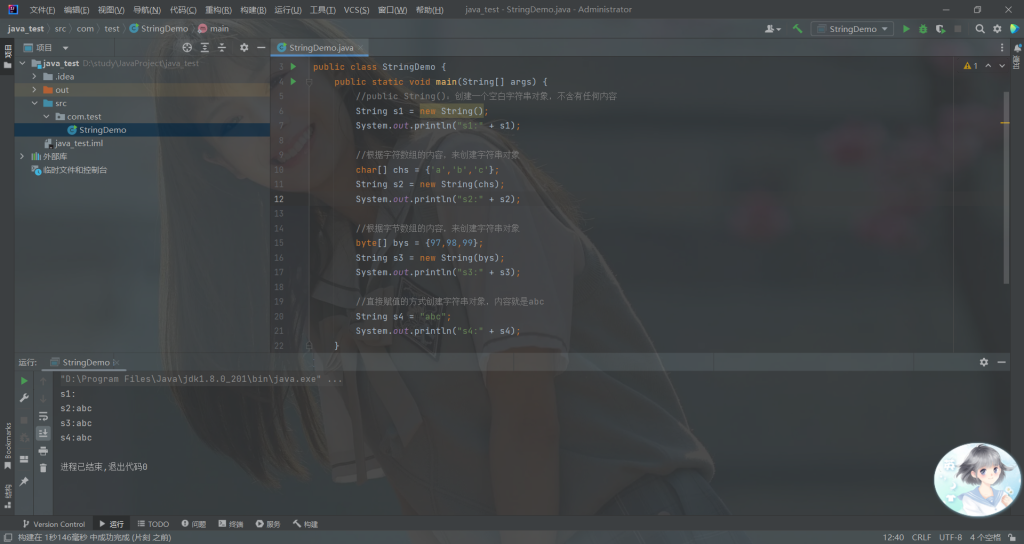 文件(F) 编辑(E) 视图(V) 导航(N) 代码(C) 重构(R) 构建(B) 运行(U) 工具(T) VCS(S) 窗口(W) 帮助(H) java_test - StringDemo.java - Administrator
java_test src com test StringDemo main StringDemo
项目 StringDemo.java
java_test D:\study\JavaProject\java_test
.idea
out
src
com.test
StringDemo
java_test.iml
外部库
临时文件和控制台
1
3 public class StringDemo {
4 public static void main(String[] args) {
5 //public String(), 创建一个空白字符串对象, 不含有任何内容
6 String s1 = new String();
7 System.out.println("s1:" + s1);
8
9 //根据字符数组的内容, 来创建字符串对象
10 char[] chs = {'a','b','c'};
11 String s2 = new String(chs);
12 System.out.println("s2:" + s2);
13
14 //根据字节数组的内容, 来创建字符串对象
15 byte[] bys = {97,98,99};
16 String s3 = new String(bys);
17 System.out.println("s3:" + s3);
18
19 //直接赋值的方式创建字符串对象, 内容就是abc
20 String s4 = "abc";
21 System.out.println("s4:" + s4);
22 }
运行: StringDemo
"D:\Program Files\Java\jdk1.8.0_201\bin\java.exe" ...
s1:
s2:abc
s3:abc
s4:abc
进程已结束,退出代码0
项目
通知
Bookmarks
结构
Version Control 运行 TODO 问题 终端 服务 构建
构建在 1秒146毫秒 中成功完成 (片刻 之前) 12:40 CRLF UTF-8 4 个空格